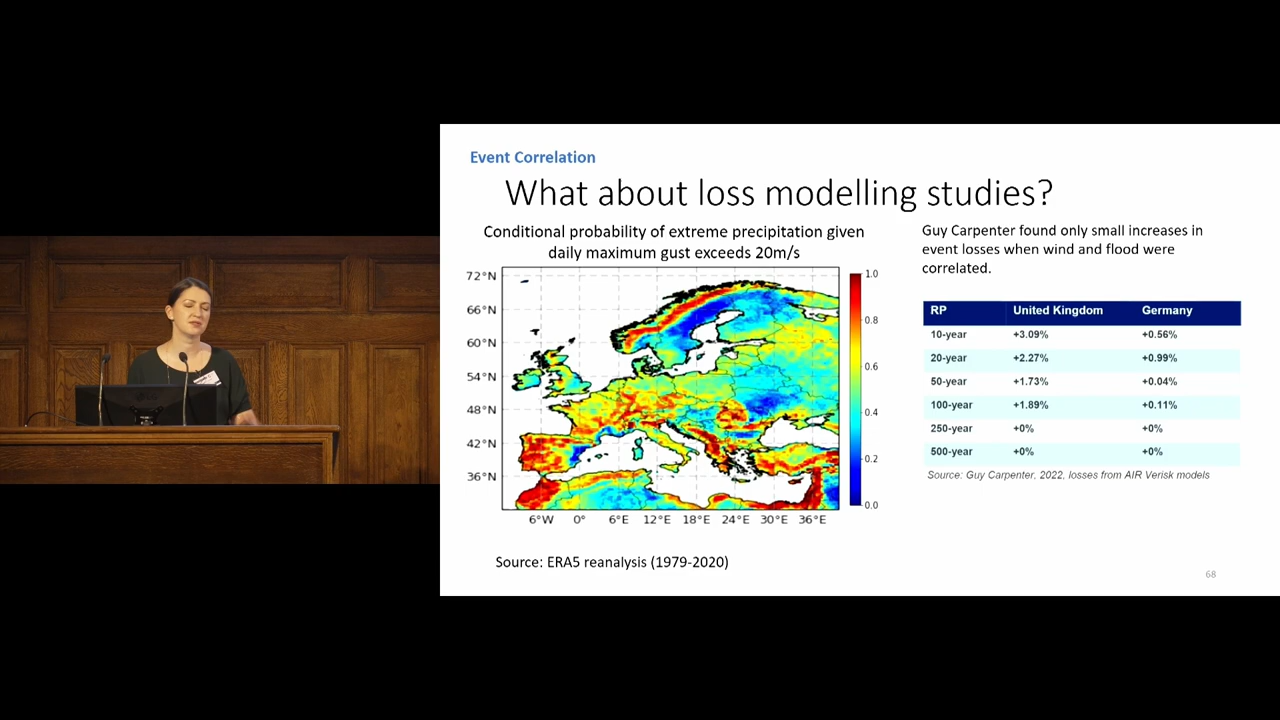 Event Correlation
What about loss modelling studies?
Conditional probability of extreme precipitation given
daily maximum gust exceeds 20m/s
72°N
66°N
60°N
54°N
48°N
42°N
36°N
6°W 0° 6°E 12°E 18°E 24°E 30°E 36°E
1.0
0.8
0.6
0.4
0.2
0.0
Source: ERA5 reanalysis (1979-2020)
Guy Carpenter found only small increases in
event losses when wind and flood were
correlated.
RP United Kingdom Germany
10-year +3.09% +0.56%
20-year +2.27% +0.99%
50-year +1.73% +0.04%
100-year +1.89% +0.11%
250-year +0% +0%
500-year +0% +0%
Source: Guy Carpenter, 2022, losses from AIR Verisk models
68